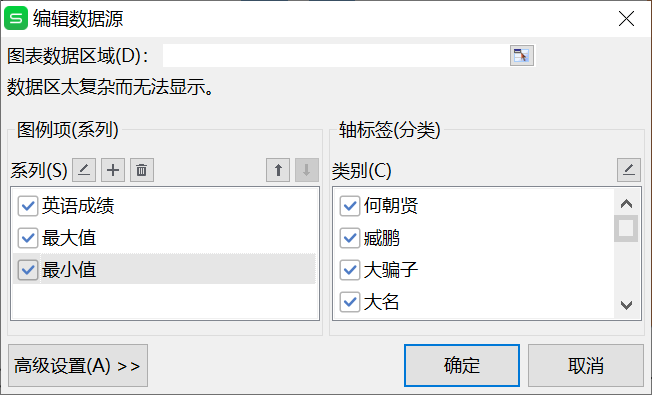 编辑数据源
图表数据区域(D):
数据区太复杂而无法显示。
图例项(系列)
轴标签(分类)
系列(S)
类别(C)
英语成绩
最大值
最小值
何朝贤
臧鹏
大骗子
大名
高级设置(A) >>
确定
取消